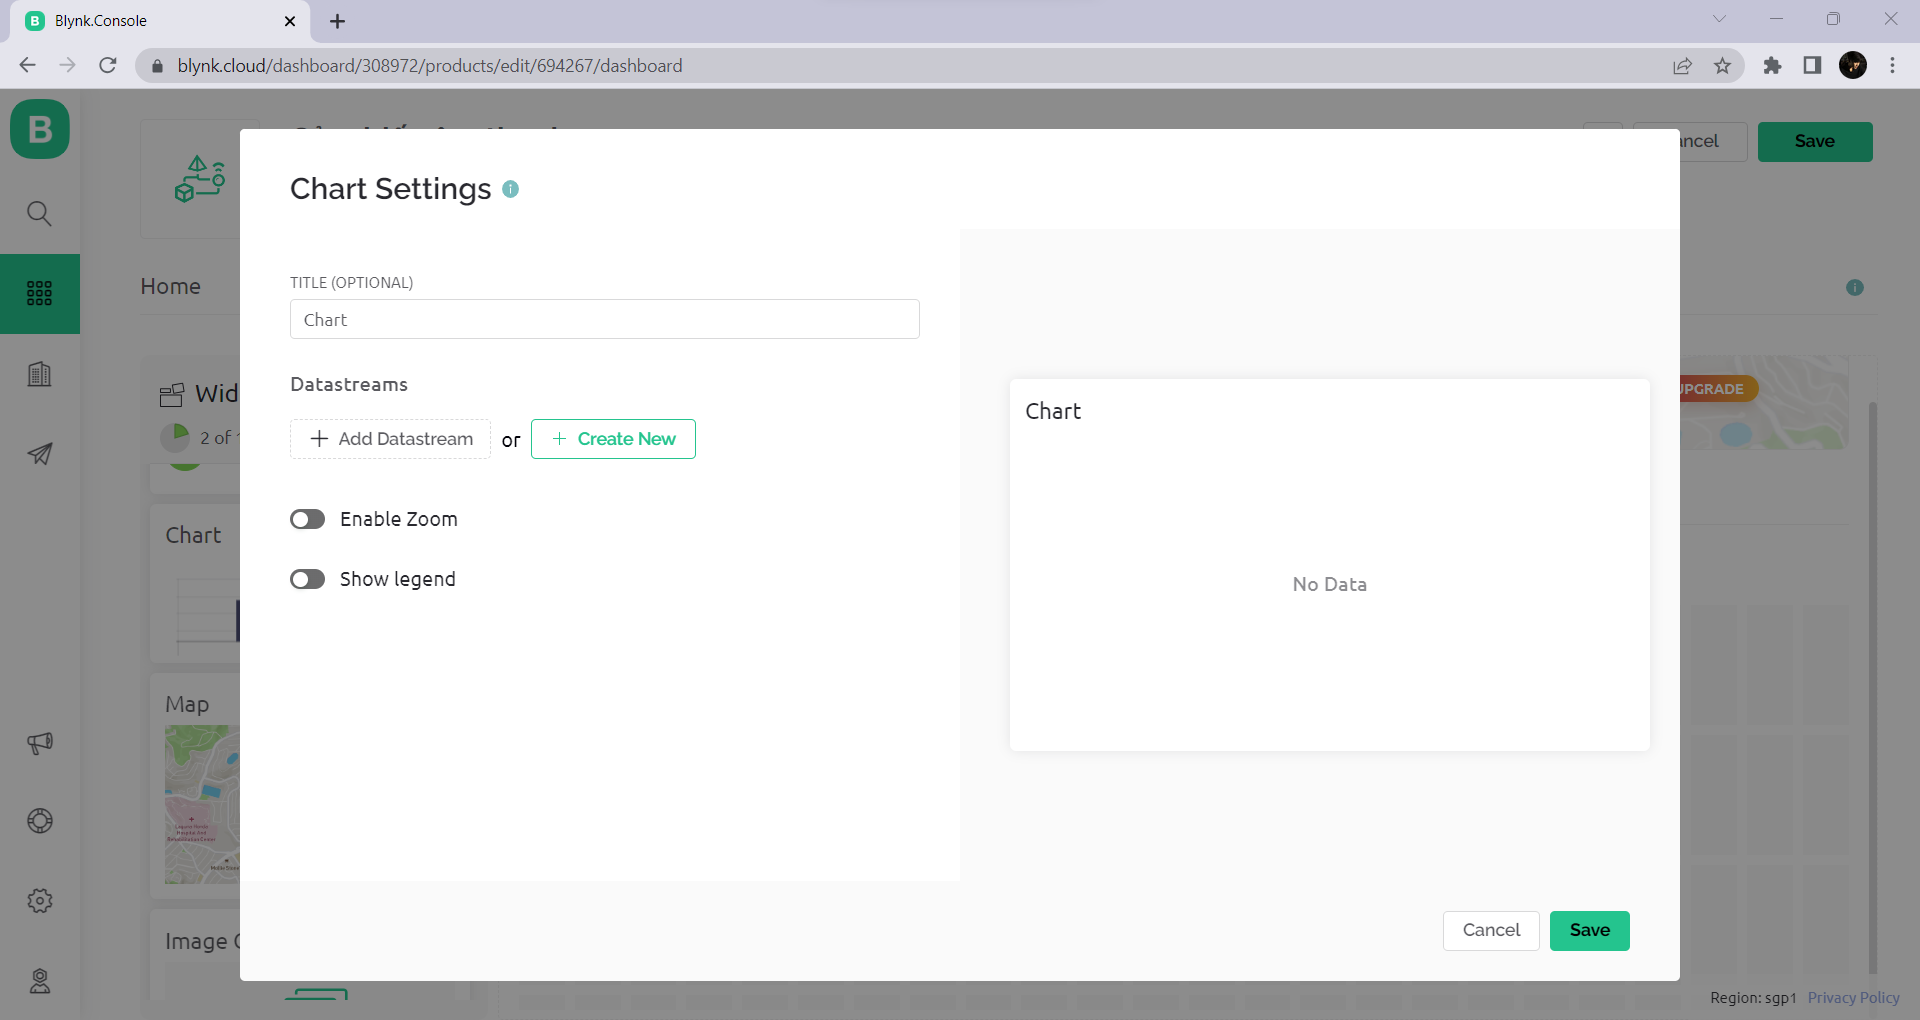 Blynk.Console
blynk.cloud/dashboard/308972/products/edit/694267/dashboard
B
Save
Chart Settings
Home
TITLE (OPTIONAL)
Chart
Datastreams
Wid
2 of
Add Datastream or + Create New
Chart
UPGRADE
Enable Zoom
Chart
Show legend
No Data
Map
Image
Cancel
Save
Region: sgp1 Privacy Policy